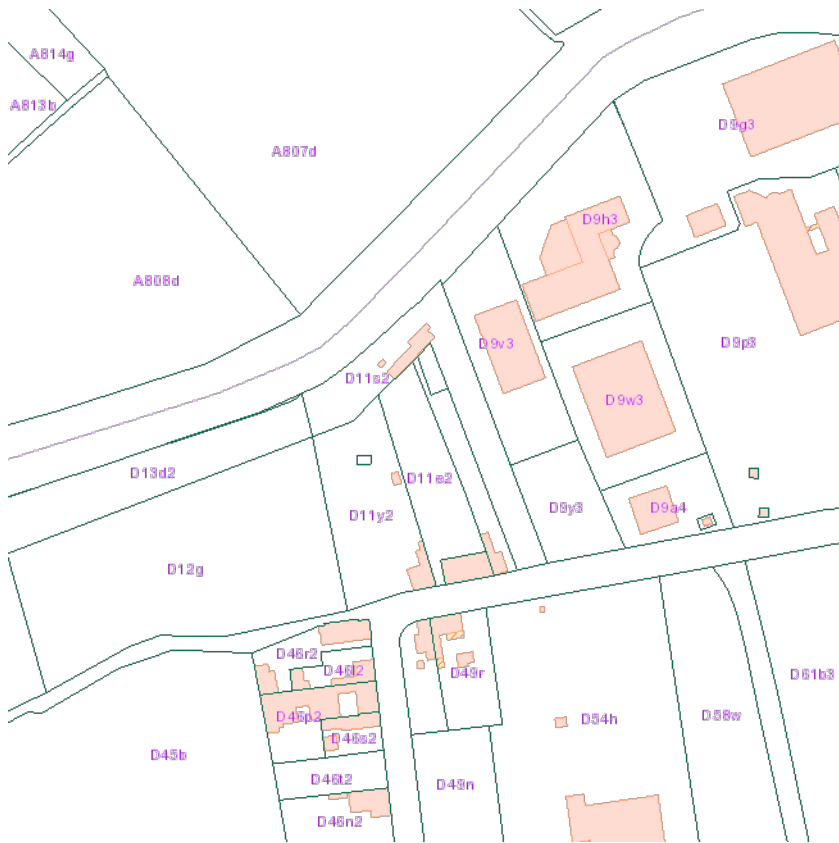 A814g
A813b
D9g3
A807d
D9h3
A808d
D9v3
D9p3
D11s2
D9w3
D13d2
D11e2
D9y3
D9a4
D11y2
D12g
D46r2
D46l2
D49r
D61b3
D46p2
D54h
D58w
D46s2
D45b
D46t2
D49n
D46n2